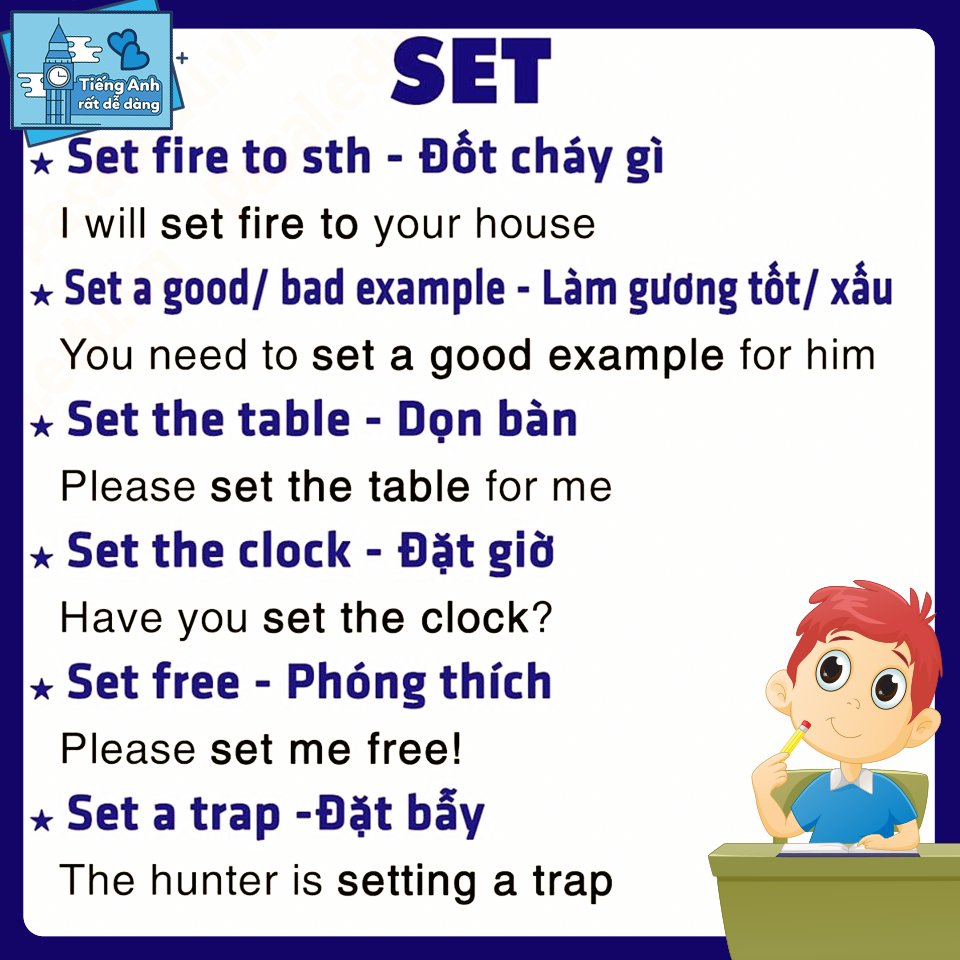 Tiếng Anh
rất dễ dàng
SET
Set fire to sth - Đốt cháy gì
I will set fire to your house
Set a good/ bad example - Làm gương tốt/ xấu
You need to set a good example for him
Set the table - Dọn bàn
Please set the table for me
Set the clock - Đặt giờ
Have you set the clock?
Set free - Phóng thích
Please set me free!
Set a trap -Đặt bẫy
The hunter is setting a trap